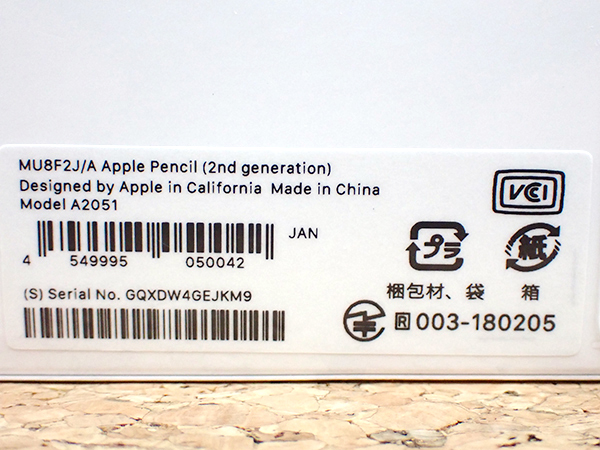 MU8F2J/A Apple Pencil (2nd generation)
Designed by Apple in California Made in China
Model A2051
VCCI
JAN
4 549995 050042
プラ 紙
梱包材、袋 箱
(S) Serial No. GQXDW4GEJKM9
R 003-180205